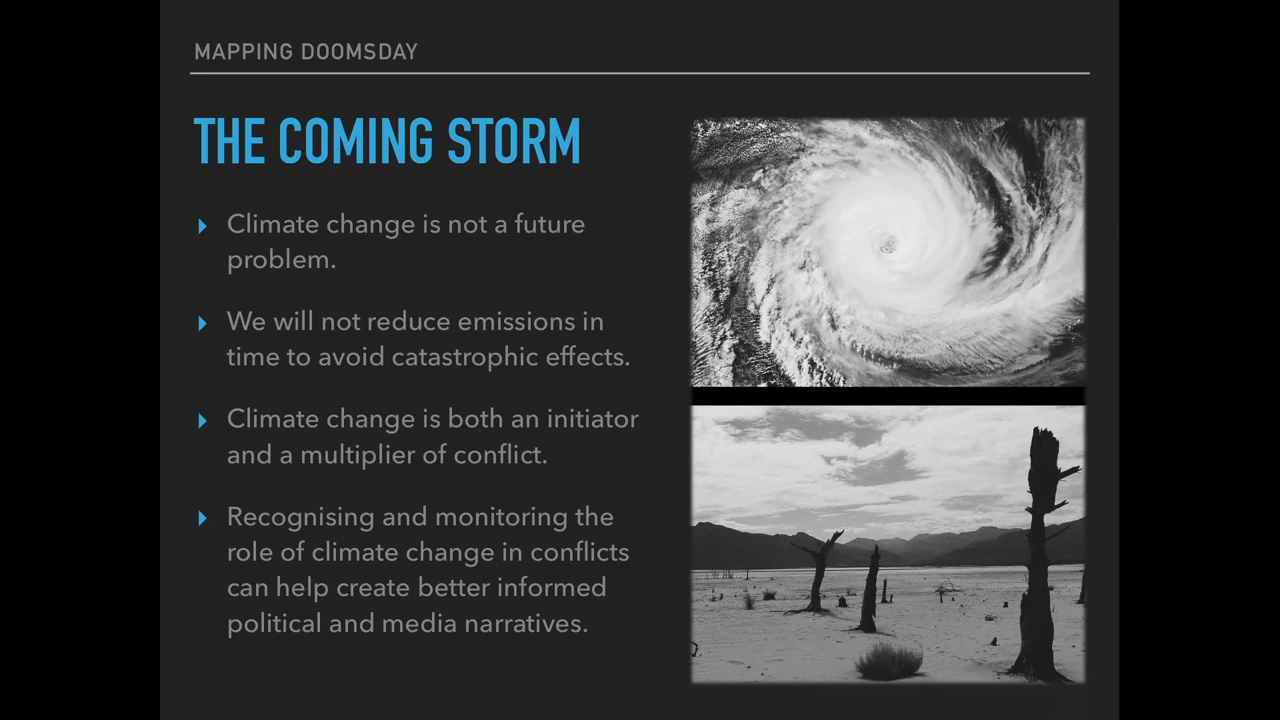 MAPPING DOOMSDAY
THE COMING STORM
Climate change is not a future
problem.
We will not reduce emissions in
time to avoid catastrophic effects.
Climate change is both an initiator
and a multiplier of conflict.
Recognising and monitoring the
role of climate change in conflicts
can help create better informed
political and media narratives.